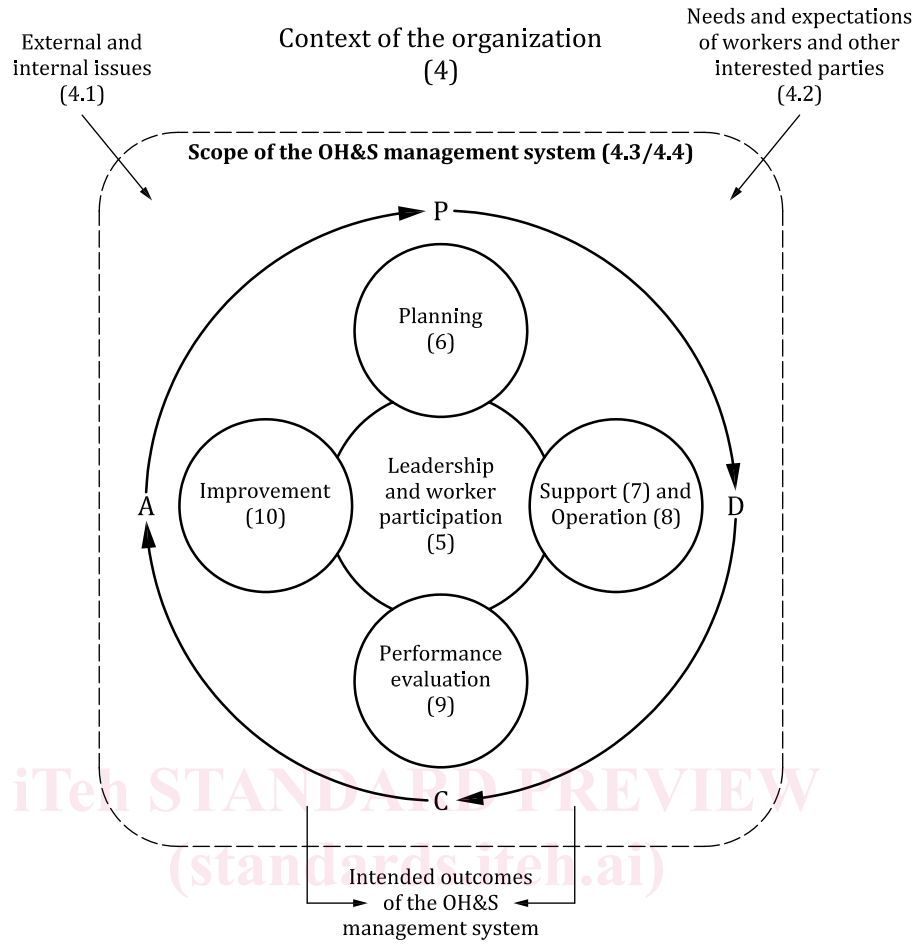 External and
internal issues
(4.1)
Context of the organization
(4)
Needs and expectations
of workers and other
interested parties
(4.2)
Scope of the OH&S management system (4.3/4.4)
P
Planning
(6)
A
Improvement
(10)
Leadership
and worker
participation
(5)
Support (7) and
Operation (8)
D
Performance
evaluation
(9)
C
iTeh STANDARD PREVIEW
(standards.iteh.ai)
Intended outcomes
of the OH&S
management system